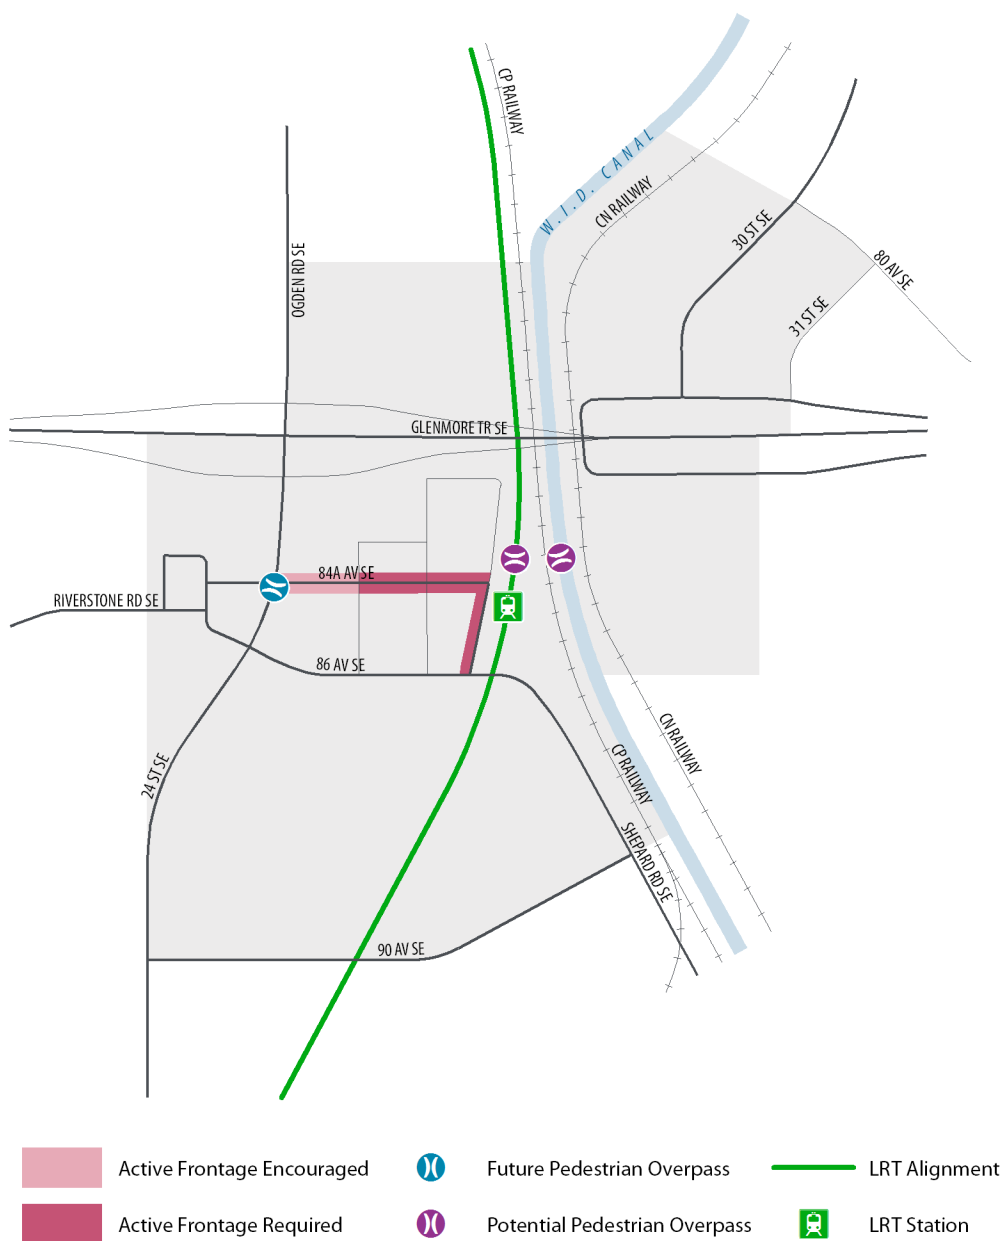 CP RAILWAY
W.I.D. CANAL
CN RAILWAY
30 ST SE
80 AV SE
OGDEN RD SE
31 ST SE
GLENMORE TR SE
84A AV SE
RIVERSTONE RD SE
86 AV SE
24 ST SE
CN RAILWAY
CP RAILWAY
SHEPARD RD SE
90 AV SE
Active Frontage Encouraged
Future Pedestrian Overpass
LRT Alignment
Active Frontage Required
Potential Pedestrian Overpass
LRT Station